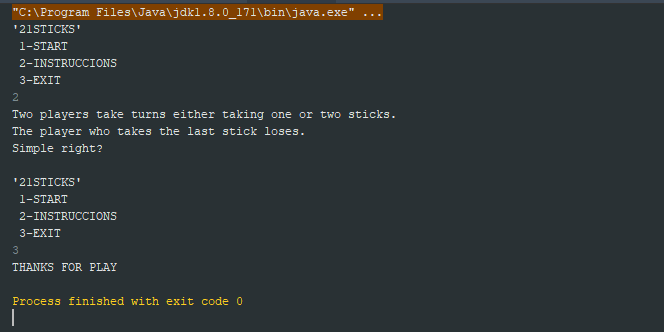 "C:\Program Files\Java\jdk1.8.0_171\bin\java.exe" ...
'21STICKS'
1-START
2-INSTRUCCIONS
3-EXIT
2
Two players take turns either taking one or two sticks.
The player who takes the last stick loses.
Simple right?
'21STICKS'
1-START
2-INSTRUCCIONS
3-EXIT
3
THANKS FOR PLAY
Process finished with exit code 0